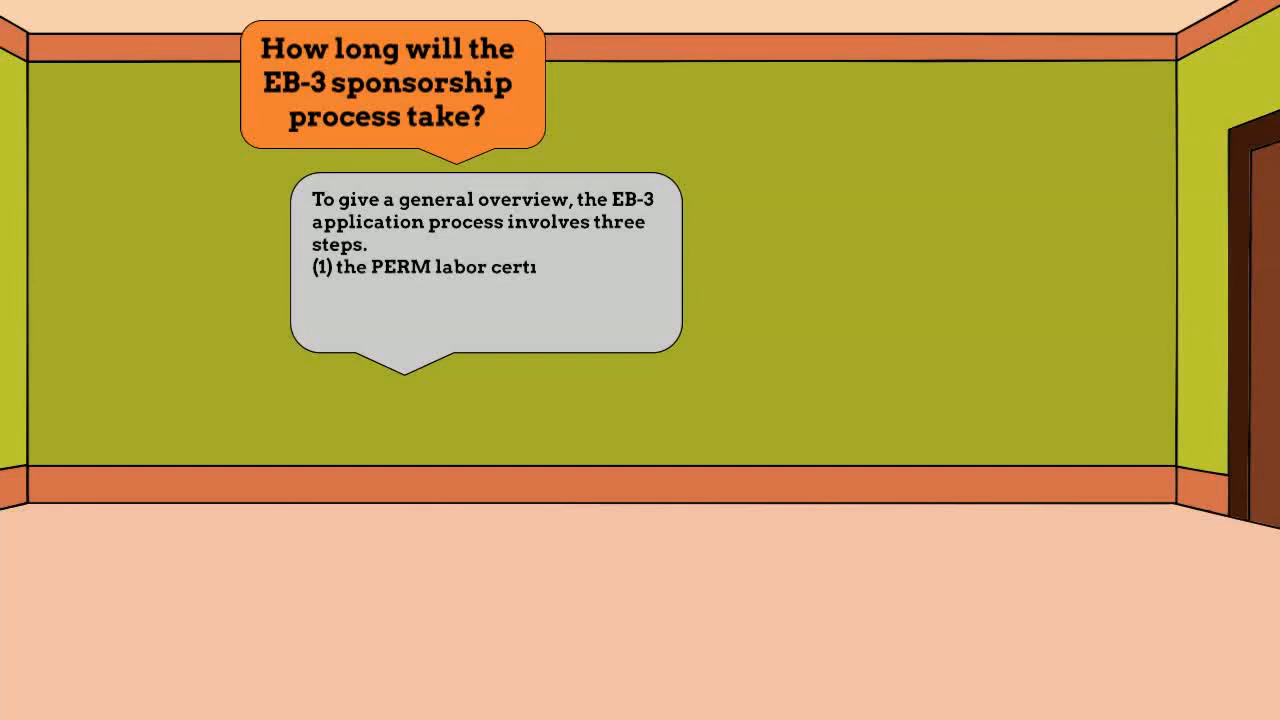 How long will the
EB-3 sponsorship
process take?
To give a general overview, the EB-3
application process involves three
steps.
(1) the PERM labor certi